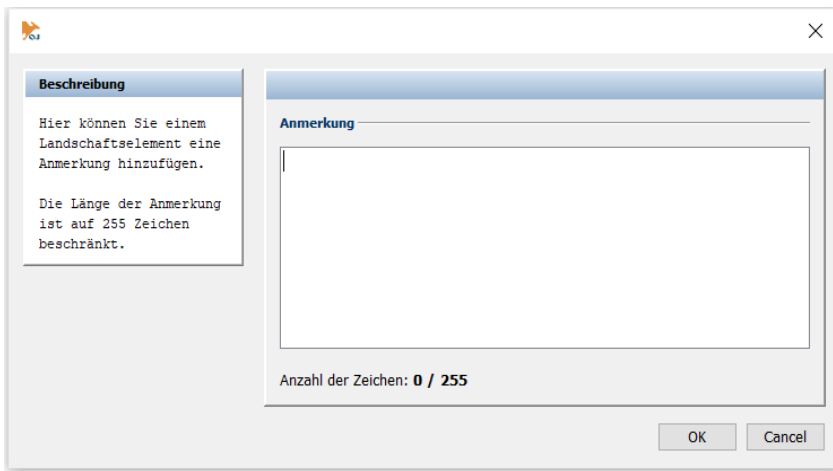 Beschreibung
Hier können Sie einem
Landschaftselement eine
Anmerkung hinzufügen.
Die Länge der Anmerkung
ist auf 255 Zeichen
beschränkt.
Anmerkung
Anzahl der Zeichen: 0 / 255
OK
Cancel